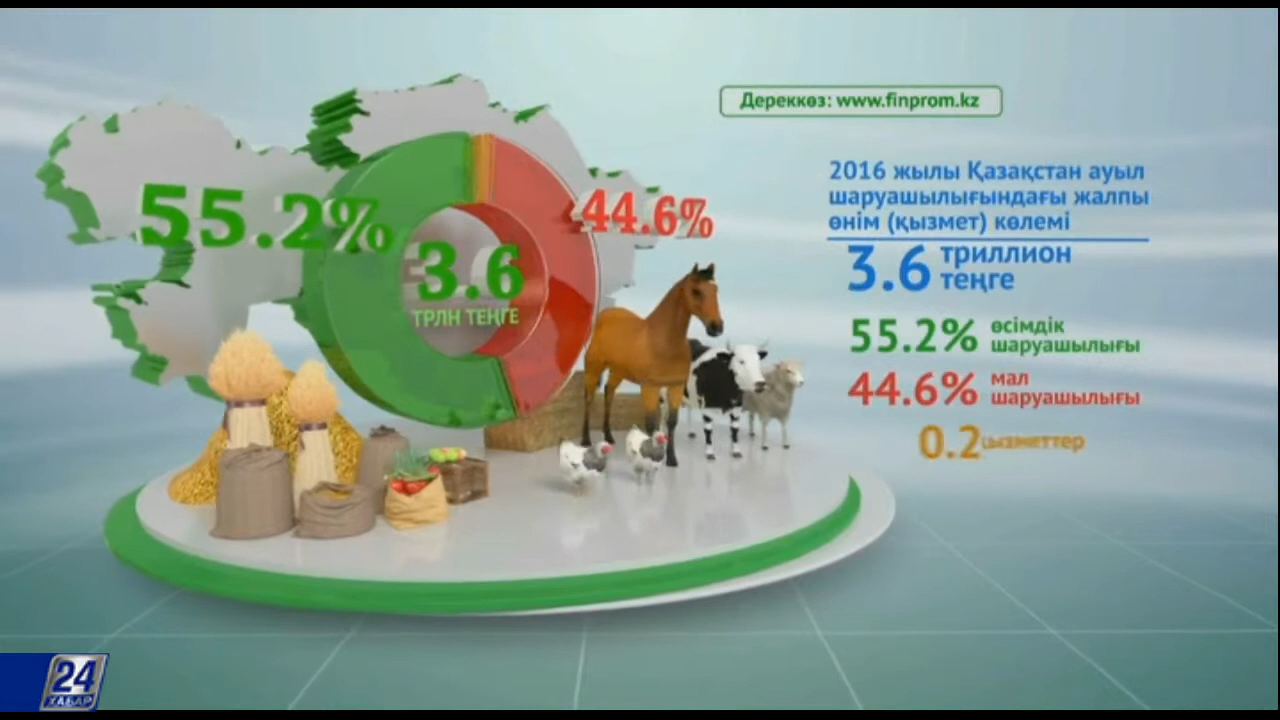 Дереккөз: www.finprom.kz
55.2%
44.6%
3.6
ТРЛН ТЕҢГЕ
2016 жылы Қазақстан ауыл
шаруашылығындағы жалпы
өнім (қызмет) көлемі
3.6 триллион
теңге
55.2% өсімдік
шаруашылығы
44.6% мал
шаруашылығы
0.2
24
ХАБАР